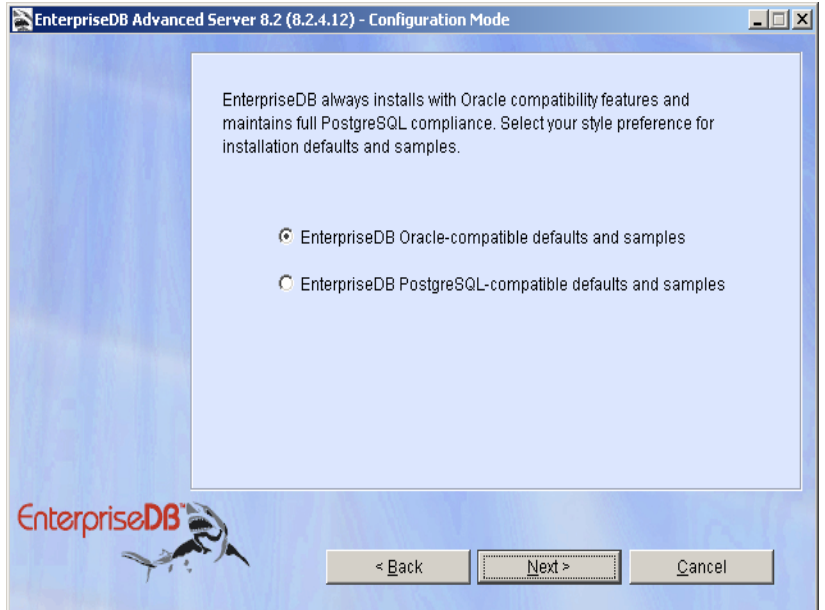 EnterpriseDB Advanced Server 8.2 (8.2.4.12) - Configuration Mode
EnterpriseDB always installs with Oracle compatibility features and
maintains full PostgreSQL compliance. Select your style preference for
installation defaults and samples.
EnterpriseDB Oracle-compatible defaults and samples
EnterpriseDB PostgreSQL-compatible defaults and samples
EnterpriseDB™
< Back
Next >
Cancel